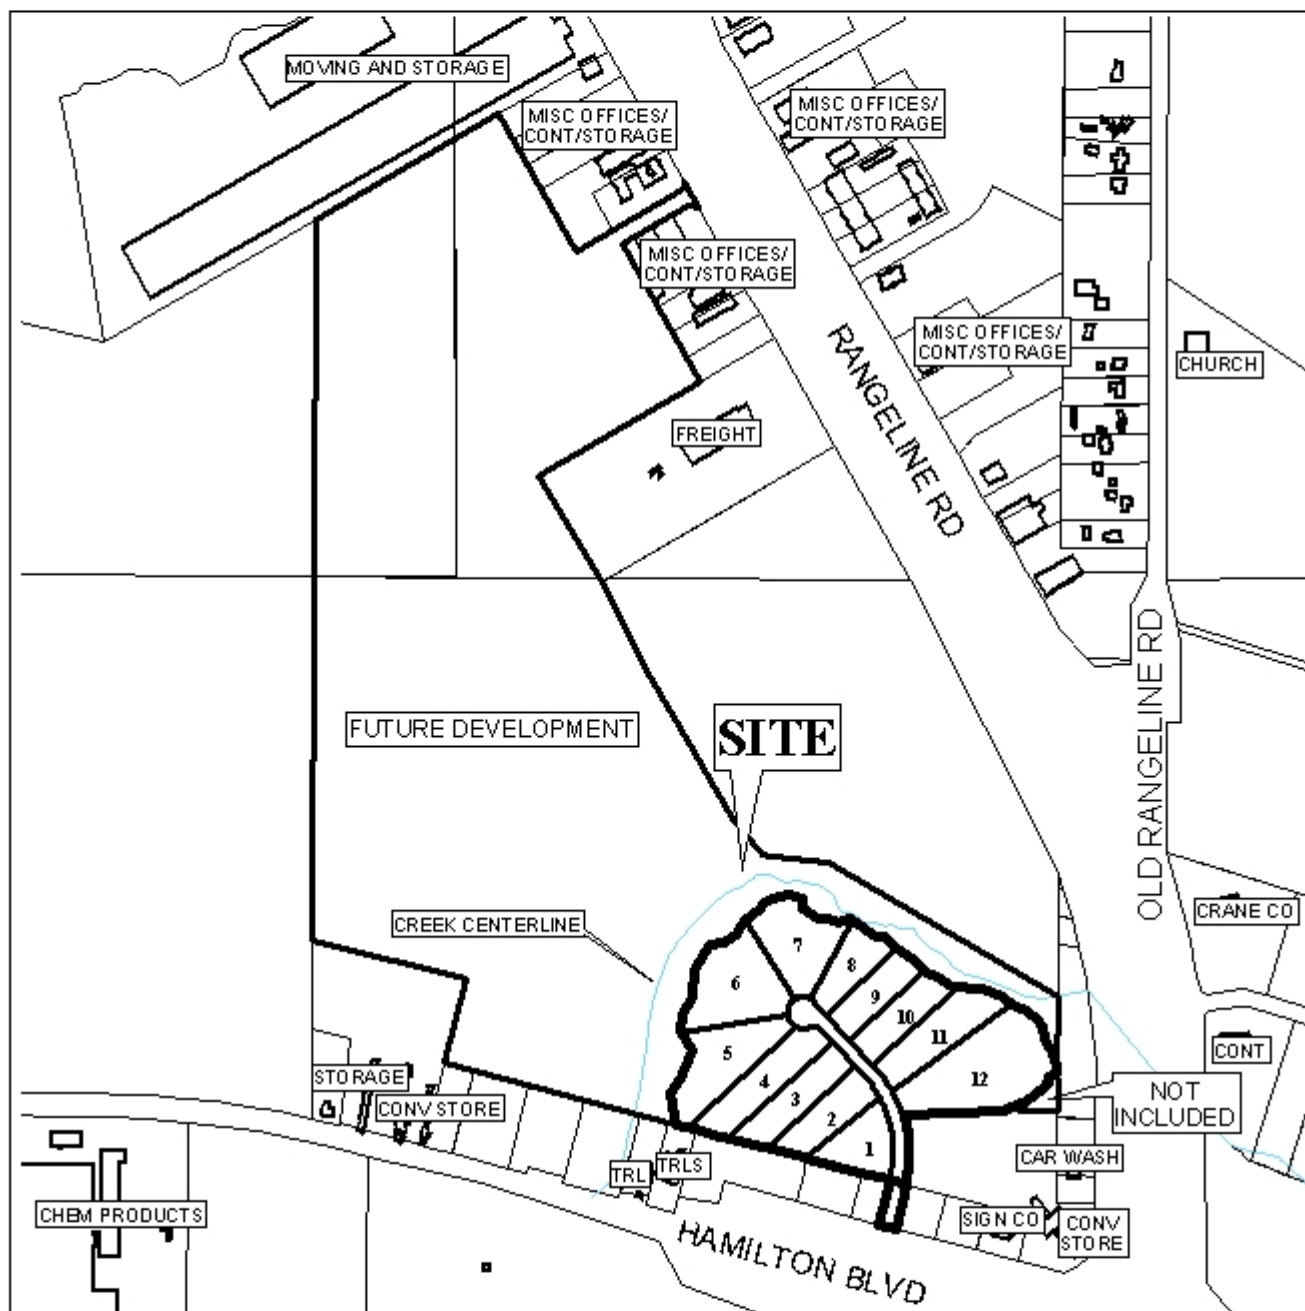 MOVING AND STORAGE
MISC OFFICES/
CONT/STORAGE
MISC OFFICES/
CONT/STORAGE
MISC OFFICES/
CONT/STORAGE
MISC OFFICES/
CONT/STORAGE
CHURCH
RANGELINE RD
FREIGHT
OLD RANGELINE RD
FUTURE DEVELOPMENT
SITE
CREEK CENTERLINE
CRANE CO
7
8
6
9
10
11
5
4
12
3
2
1
CONT
NOT
INCLUDED
STORAGE
CONV STORE
TRL
TRLS
CAR WASH
CHEM PRODUCTS
SIGN CO
CONV
STORE
HAMILTON BLVD